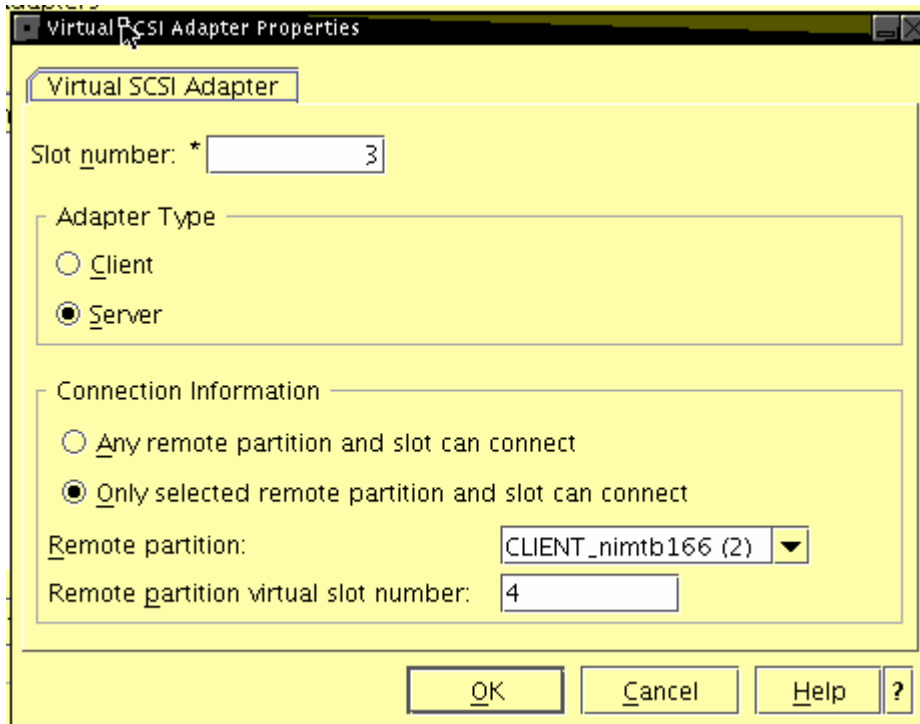 Virtual SCSI Adapter Properties
Virtual SCSI Adapter
Slot number: * 3
Adapter Type
Client
Server
Connection Information
Any remote partition and slot can connect
Only selected remote partition and slot can connect
Remote partition: CLIENT_nimtb166 (2)
Remote partition virtual slot number: 4
OK Cancel Help ?